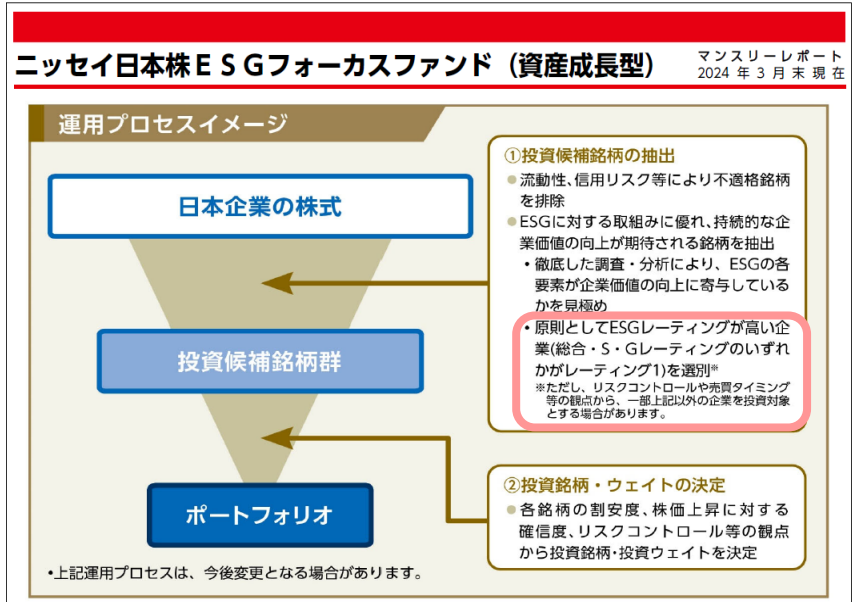 ニッセイ日本株ESGフォーカスファンド（資産成長型）
マンスリーレポート
2024 年 3 月 末 現 在
運用プロセスイメージ
日本企業の株式
投資候補銘柄群
ポートフォリオ
•上記運用プロセスは、今後変更となる場合があります。
①投資候補銘柄の抽出
●流動性、信用リスク等により不適格銘柄
を排除
●ESGに対する取組みに優れ、持続的な企
業価値の向上が期待される銘柄を抽出
・徹底した調査・分析により、ESGの各
要素が企業価値の向上に寄与している
かを見極め
・原則としてESGレーティングが高い企
業(総合・S・Gレーティングのいずれ
かがレーティング1)を選別※
※ただし、リスクコントロールや売買タイミング
等の観点から、一部上記以外の企業を投資対象
とする場合があります。
②投資銘柄・ウェイトの決定
●各銘柄の割安度、株価上昇に対する
確信度、リスクコントロール等の観点
から投資銘柄・投資ウェイトを決定